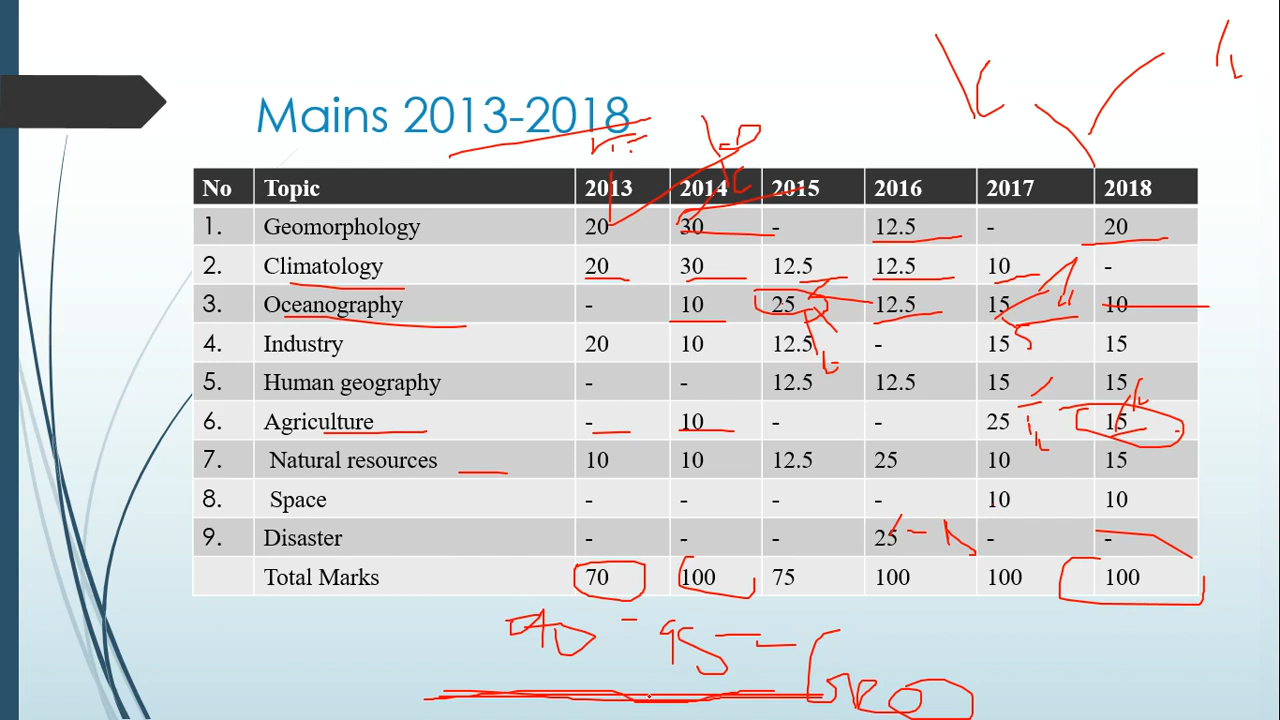 Mains 2013-2018
No Topic 2013 2014 2015 2016 2017 2018
1. Geomorphology 20 30 - 12.5 - 20
2. Climatology 20 30 12.5 12.5 10 -
3. Oceanography - 10 25 12.5 15 10
4. Industry 20 10 12.5 - 15 15
5. Human geography - - 12.5 12.5 15 15
6. Agriculture - 10 - - 25 15
7. Natural resources 10 10 12.5 25 10 15
8. Space - - - - 10 10
9. Disaster - - - 25 - -
Total Marks 70 100 75 100 100 100